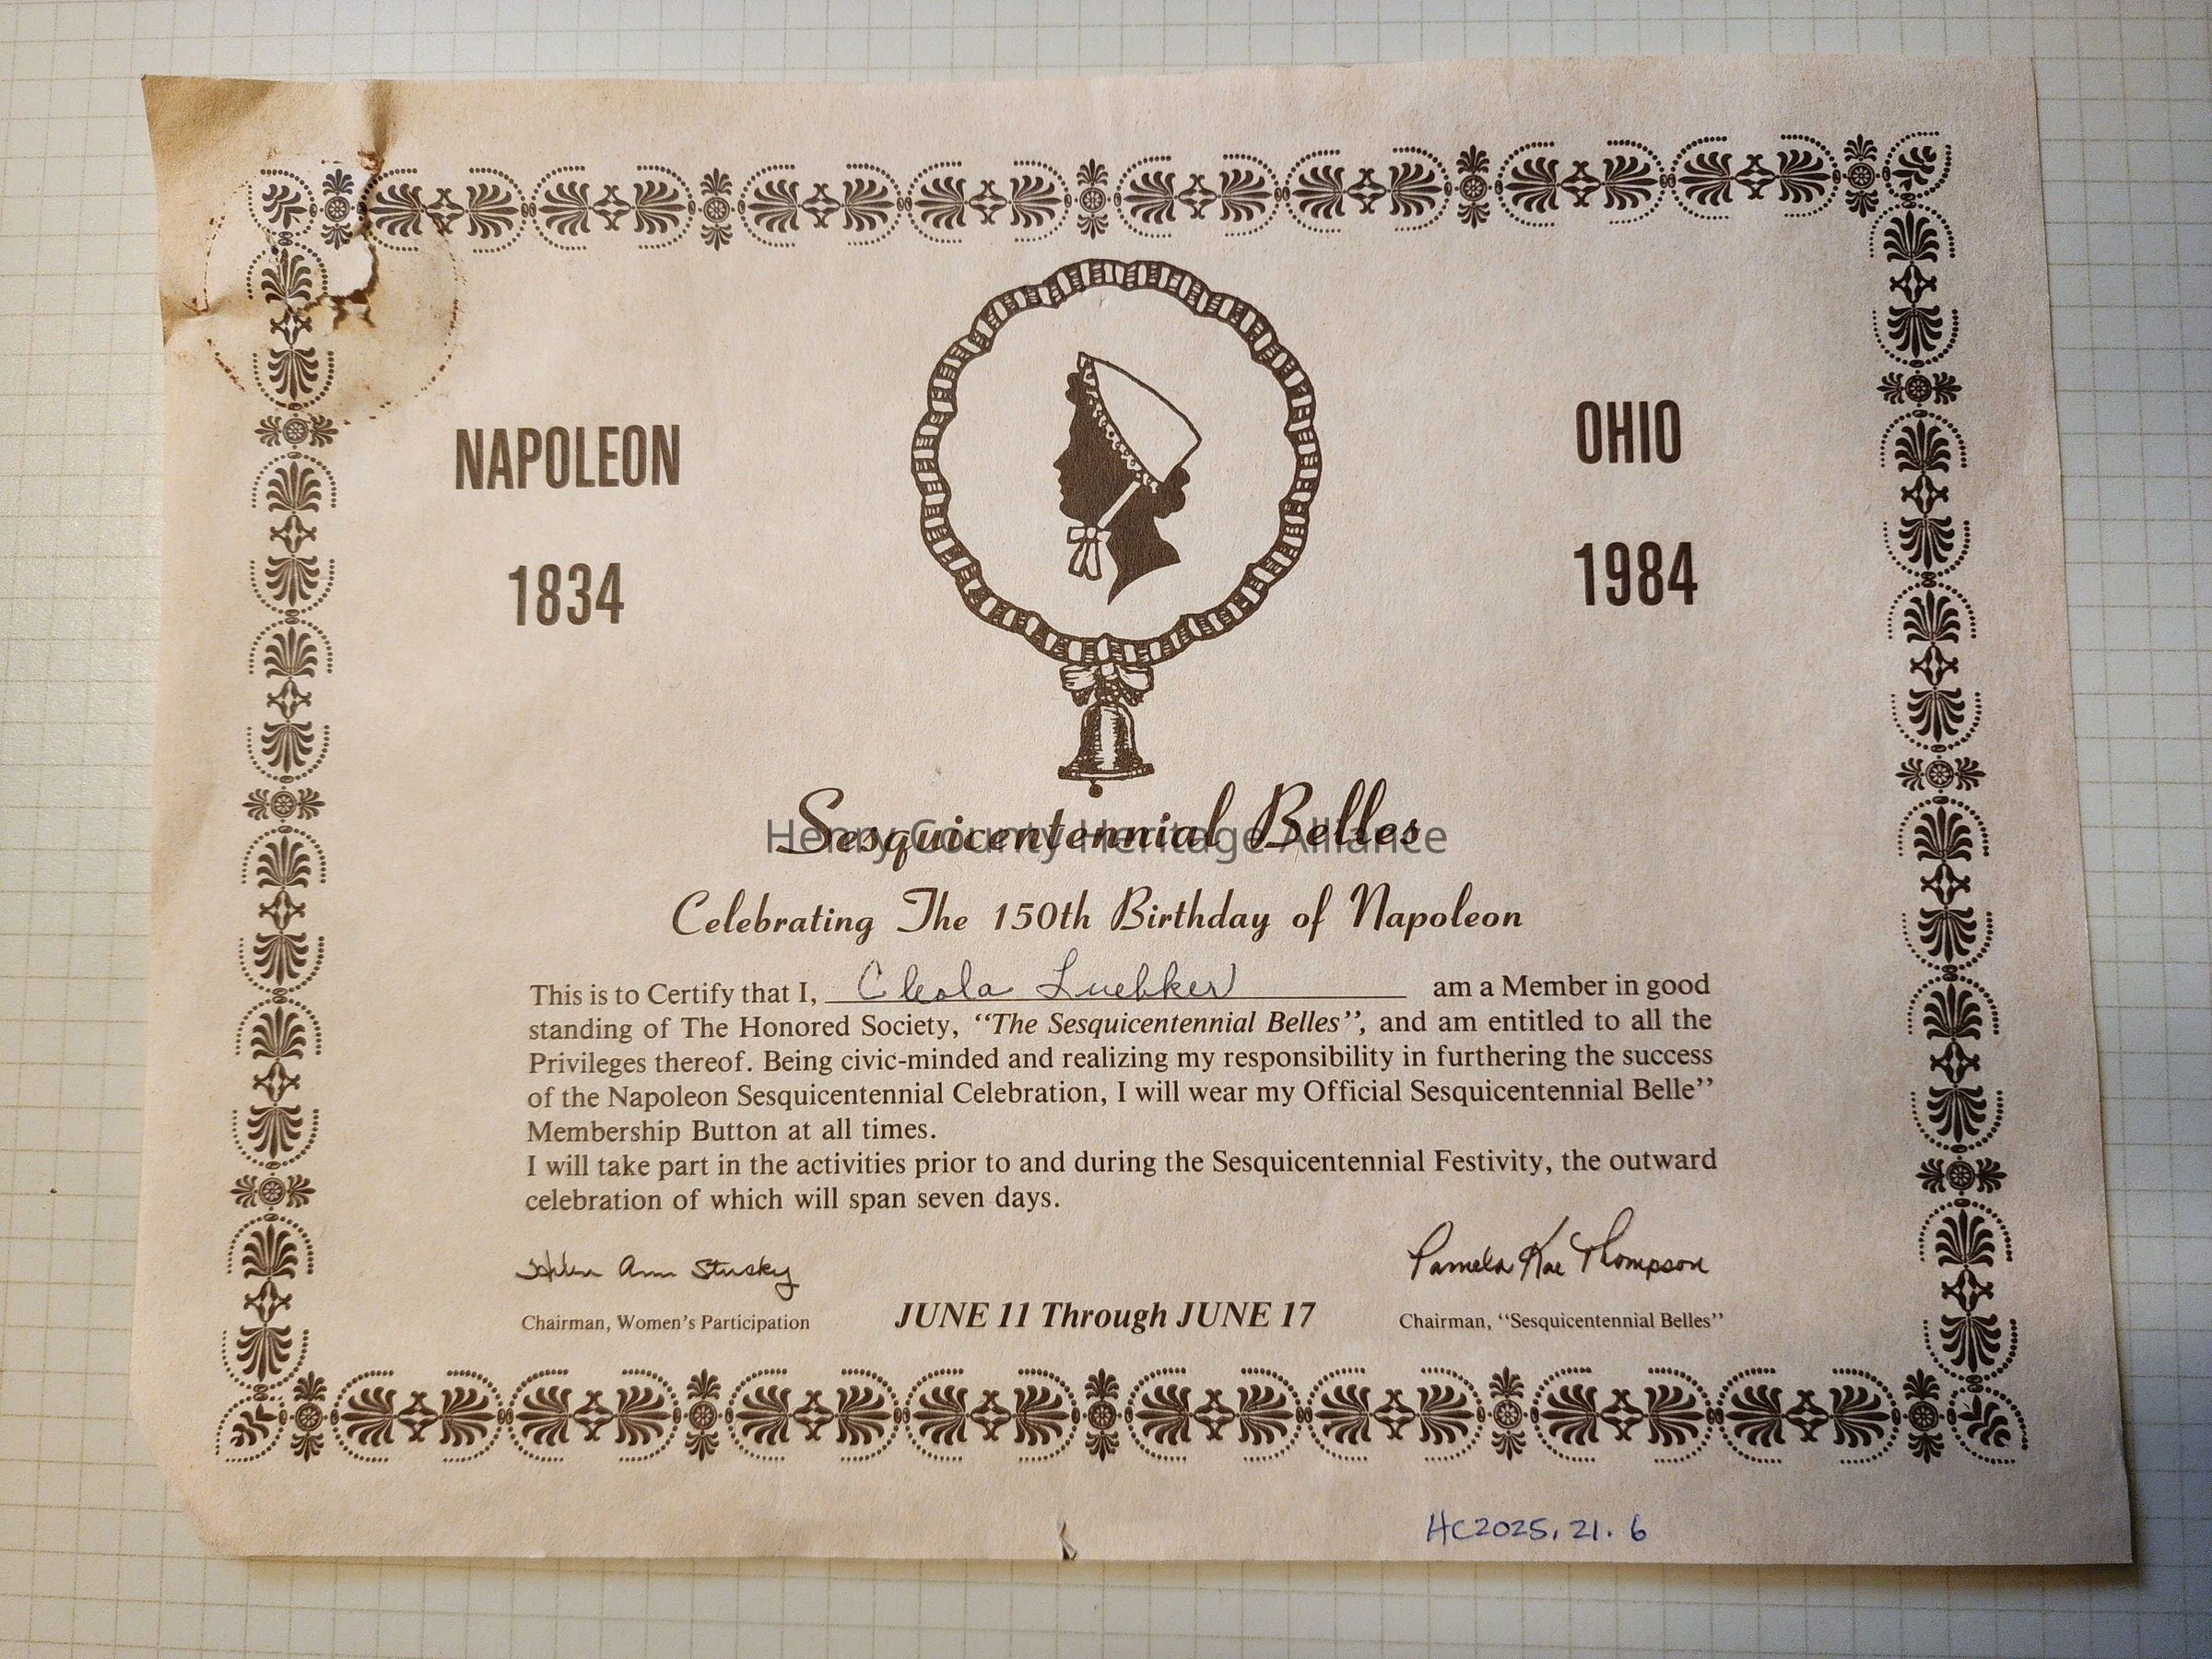 NAPOLEON
OHIO
1834
1984
Sesquicentennial Belles
Henry County Heritage Alliance
Celebrating The 150th Birthday of Napoleon
This is to Certify that I, Cleola Luebker am a Member in good
standing of The Honored Society, “The Sesquicentennial Belles”, and am entitled to all the
Privileges thereof. Being civic-minded and realizing my responsibility in furthering the success
of the Napoleon Sesquicentennial Celebration, I will wear my Official Sesquicentennial Belle”
Membership Button at all times.
I will take part in the activities prior to and during the Sesquicentennial Festivity, the outward
celebration of which will span seven days.
Ann Pamela Kae Thompson
Chairman, Women's Participation JUNE 11 Through JUNE 17 Chairman, “Sesquicentennial Belles”
HC2025.21.6